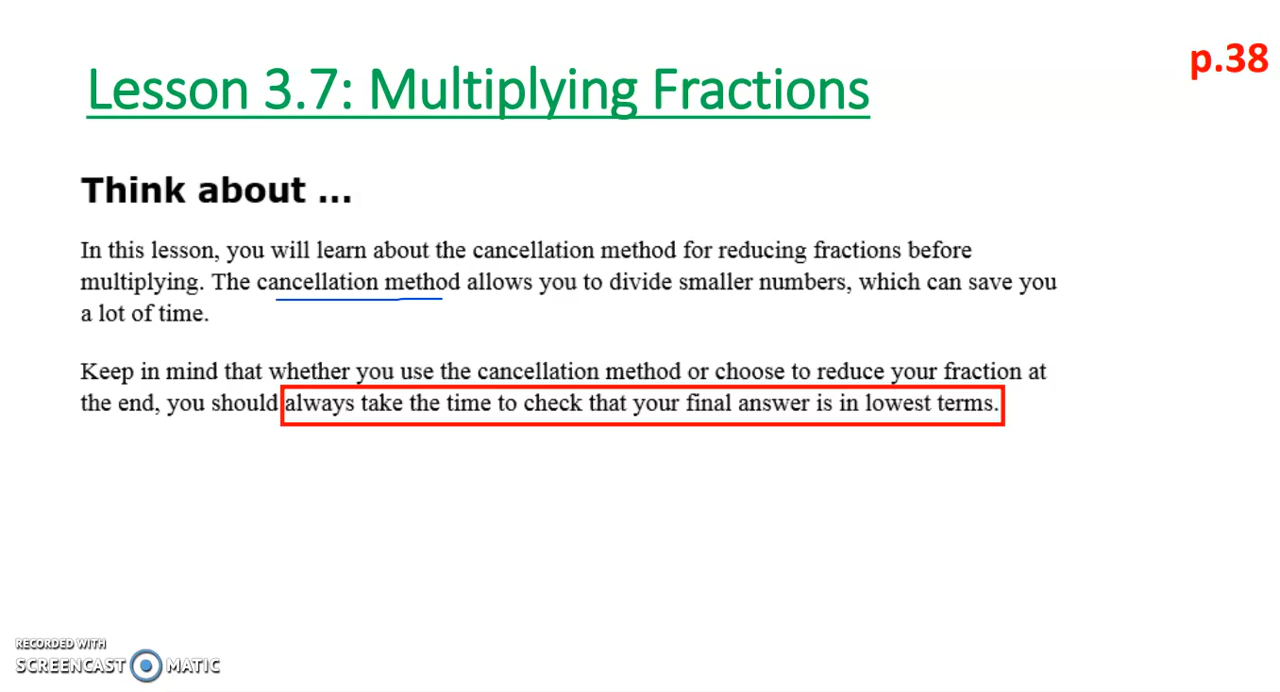 p.38
Lesson 3.7: Multiplying Fractions
Think about ...
In this lesson, you will learn about the cancellation method for reducing fractions before
multiplying. The cancellation method allows you to divide smaller numbers, which can save you
a lot of time.
Keep in mind that whether you use the cancellation method or choose to reduce your fraction at
the end, you should always take the time to check that your final answer is in lowest terms.
RECORDED WITH
SCREENCAST MATIC